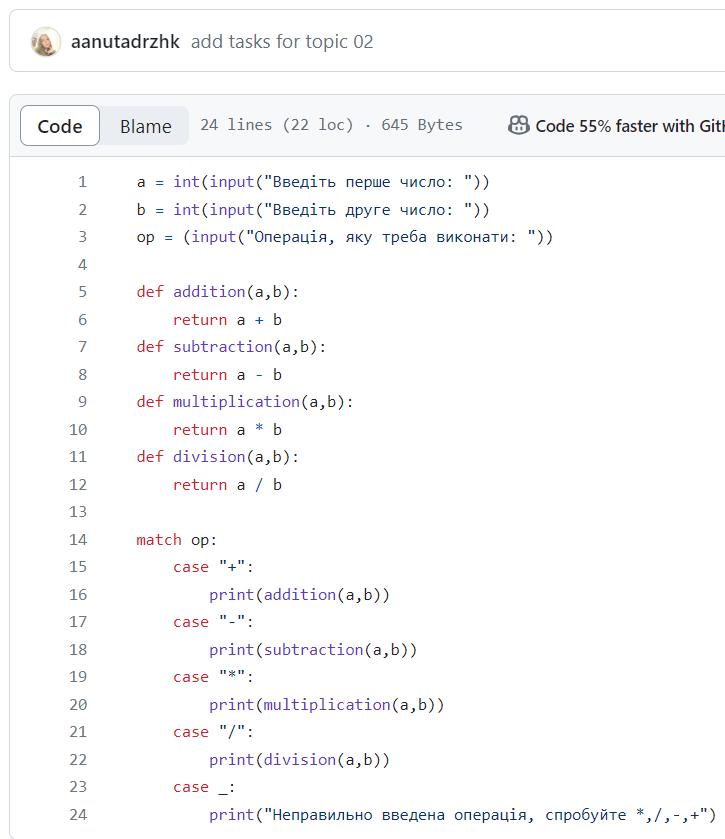 aanutadrzhk add tasks for topic 02
Code Blame 24 lines (22 loc) · 645 Bytes Code 55% faster with Git
1 a = int(input("Введіть перше число: "))
2 b = int(input("Введіть друге число: "))
3 op = (input("Операція, яку треба виконати: "))
4
5 def addition(a,b):
6     return a + b
7 def subtraction(a,b):
8     return a - b
9 def multiplication(a,b):
10     return a * b
11 def division(a,b):
12     return a / b
13
14 match op:
15     case "+":
16         print(addition(a,b))
17     case "-":
18         print(subtraction(a,b))
19     case "*":
20         print(multiplication(a,b))
21     case "/":
22         print(division(a,b))
23     case _:
24         print("Неправильно введена операція, спробуйте *,/,-,+")